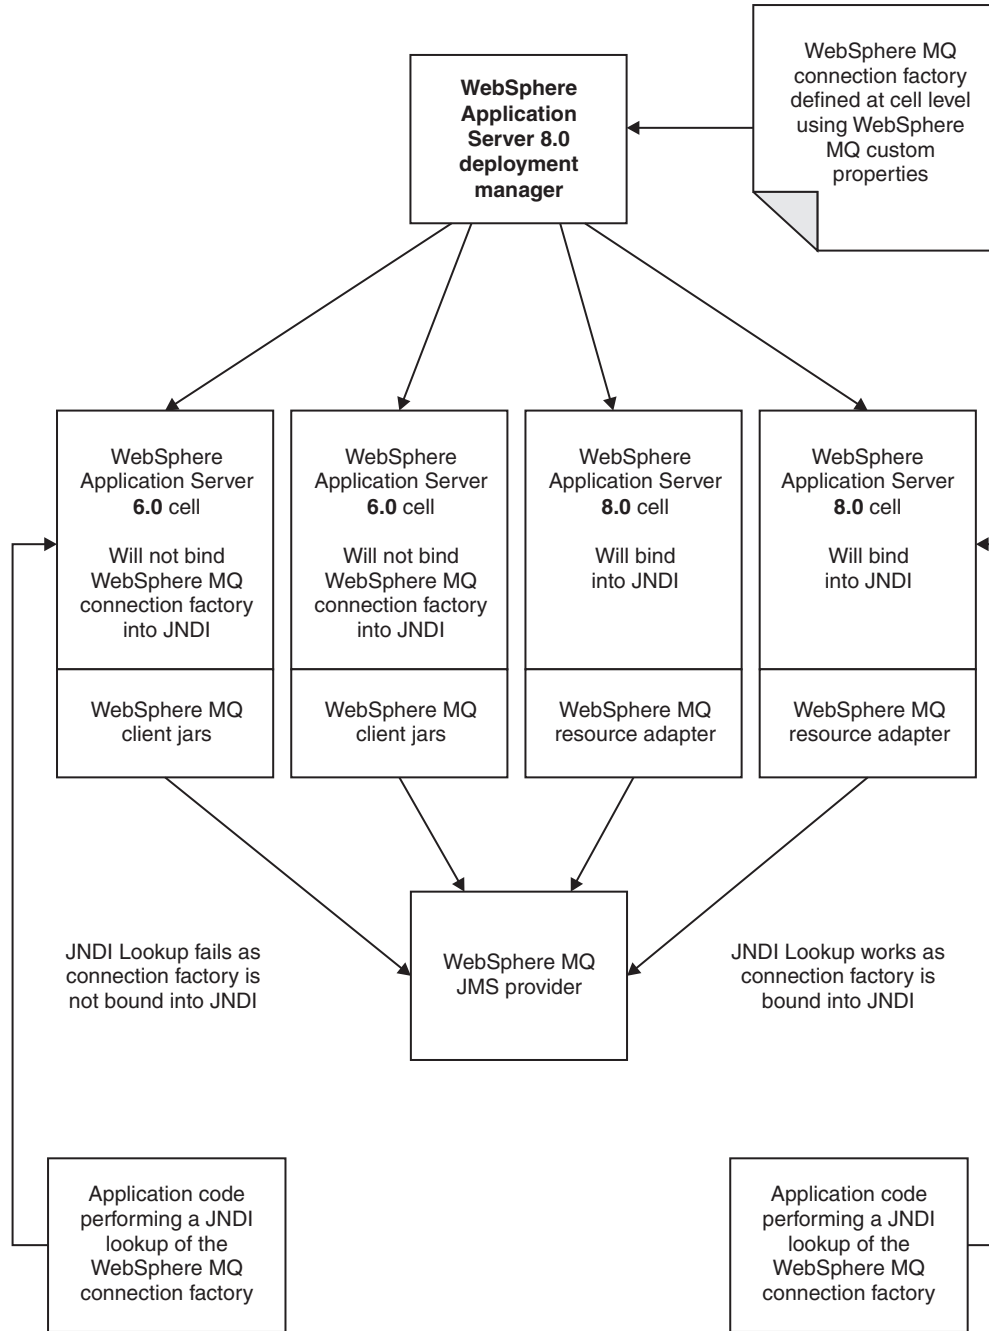 WebSphere MQ
connection factory
defined at cell level
using WebSphere
MQ custom
properties
WebSphere
Application
Server 8.0
deployment
manager
WebSphere
Application Server
6.0 cell
Will not bind
WebSphere MQ
connection factory
into JNDI
WebSphere MQ
client jars
WebSphere
Application Server
6.0 cell
Will not bind
WebSphere MQ
connection factory
into JNDI
WebSphere MQ
client jars
WebSphere
Application Server
8.0 cell
Will bind
into JNDI
WebSphere MQ
resource adapter
WebSphere
Application Server
8.0 cell
Will bind
into JNDI
WebSphere MQ
resource adapter
JNDI Lookup fails as
connection factory is
not bound into JNDI
WebSphere MQ
JMS provider
JNDI Lookup works as
connection factory is
bound into JNDI
Application code
performing a JNDI
lookup of the
WebSphere MQ
connection factory
Application code
performing a JNDI
lookup of the
WebSphere MQ
connection factory